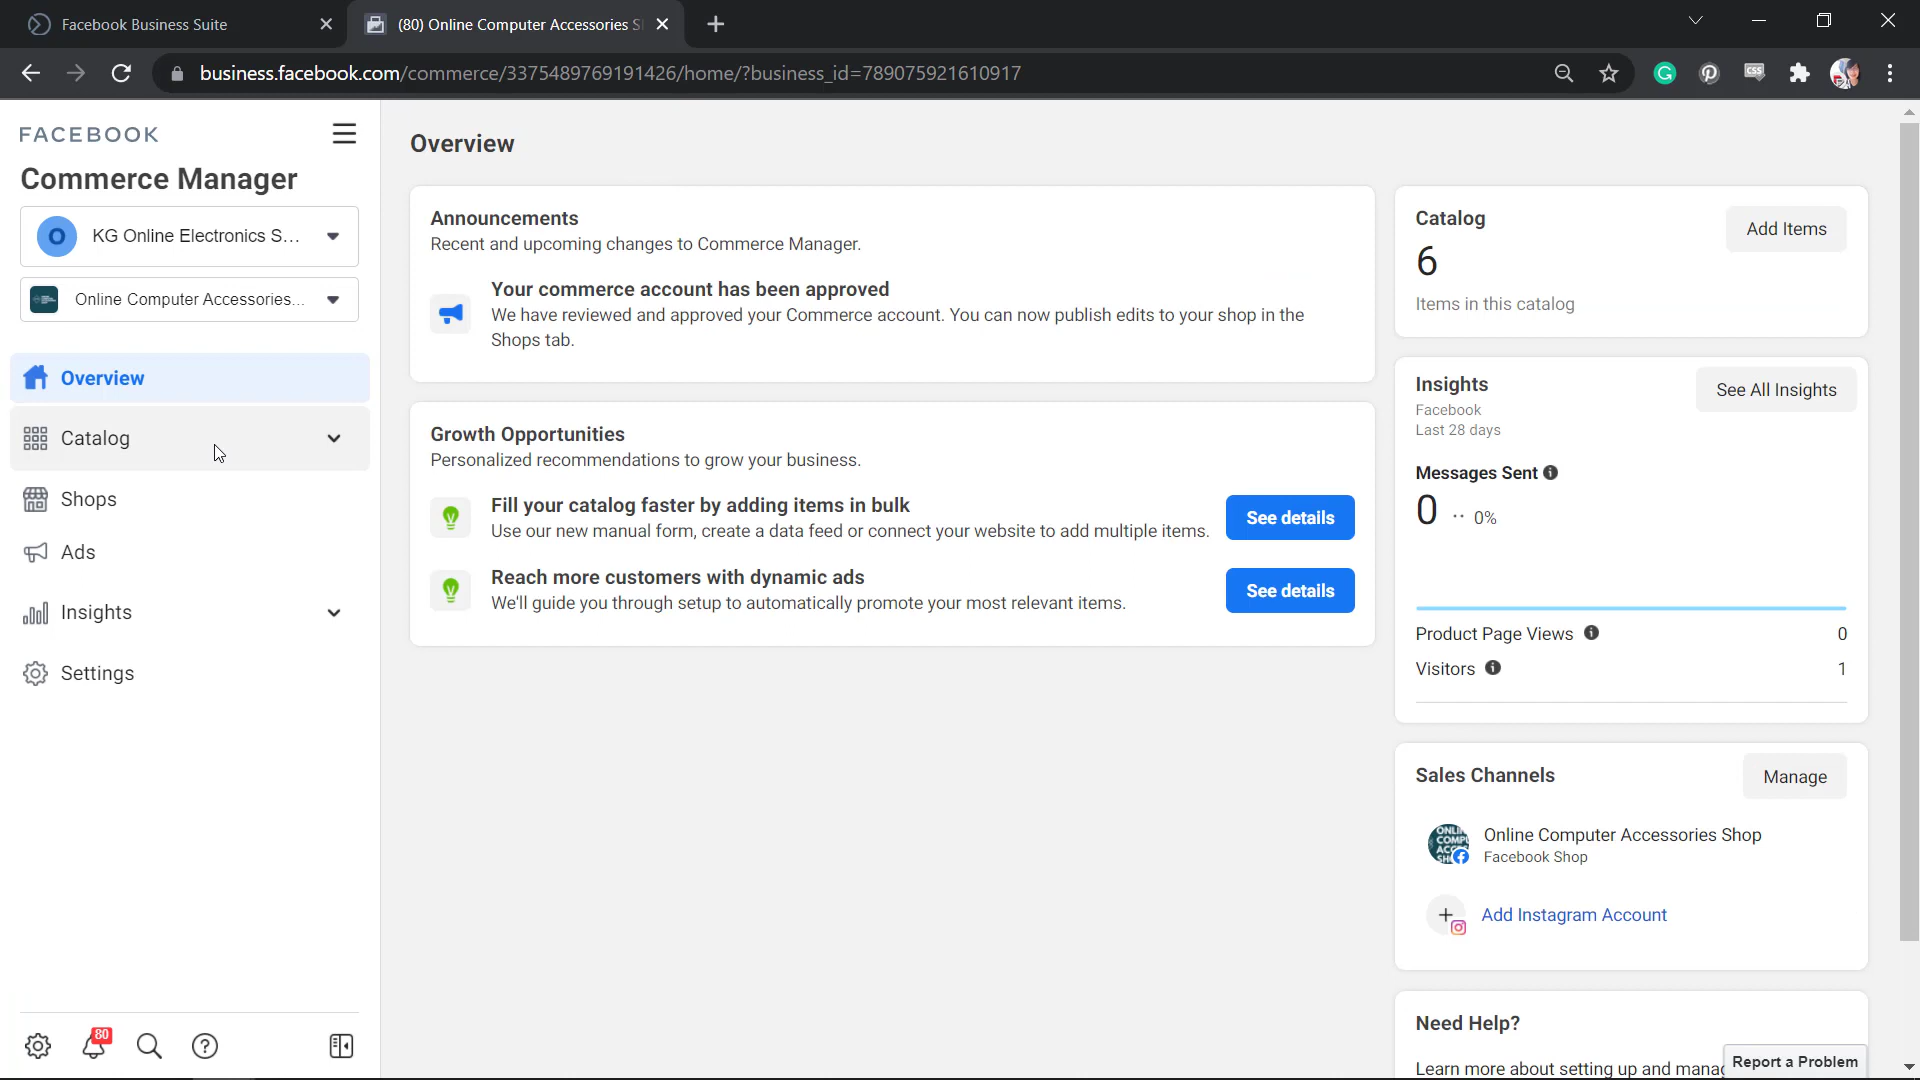 Facebook Business Suite
(80) Online Computer Accessories S
business.facebook.com/commerce/3375489769191426/home/?business_id=789075921610917
FACEBOOK
Commerce Manager
O KG Online Electronics S...
Online Computer Accessories...
Overview
Catalog
Shops
Ads
Insights
Settings
80
Overview
Announcements
Recent and upcoming changes to Commerce Manager.
Your commerce account has been approved
We have reviewed and approved your Commerce account. You can now publish edits to your shop in the
Shops tab.
Growth Opportunities
Personalized recommendations to grow your business.
Fill your catalog faster by adding items in bulk
Use our new manual form, create a data feed or connect your website to add multiple items.
See details
Reach more customers with dynamic ads
We'll guide you through setup to automatically promote your most relevant items.
See details
Catalog
Add Items
6
Items in this catalog
Insights
See All Insights
Facebook
Last 28 days
Messages Sent
0 -- 0%
Product Page Views 0
Visitors 1
Sales Channels
Manage
Online Computer Accessories Shop
Facebook Shop
Add Instagram Account
Need Help?
Learn more about setting up and
Report a Problem